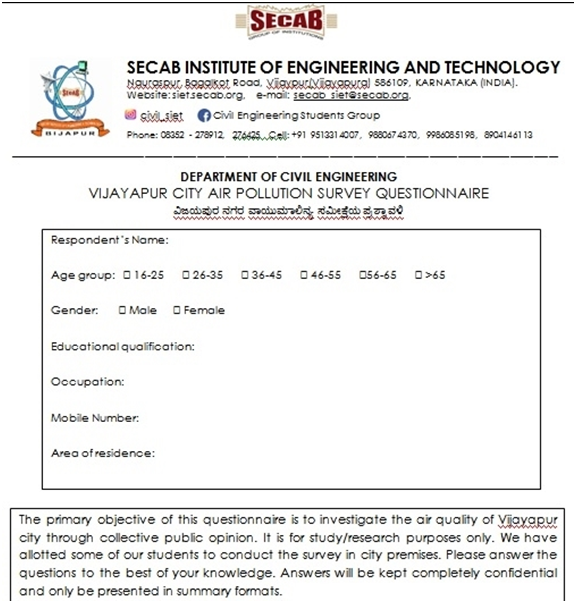 SECAB
GROUP OF INSTITUTIONS
SECAB INSTITUTE OF ENGINEERING AND TECHNOLOGY
Nauraspur, Bagalkot Road, Vijaypur(Vijayapura) 586109, KARNATAKA (INDIA).
Website: siet.secab.org, e-mail: secab_siet@secab.org,
civil_siet Civil Engineering Students Group
Phone: 08352 - 278912, 276425, Cell: +91 9513314007, 9880674370, 9986085198, 8904146113
SECAB
BIJAPUR
DEPARTMENT OF CIVIL ENGINEERING
VIJAYAPUR CITY AIR POLLUTION SURVEY QUESTIONNAIRE
ವಿಜಯಪುರ ನಗರ ವಾಯುಮಾಲಿನ್ಯ ಸಮೀಕ್ಷೆಯ ಪ್ರಶ್ನಾವಳಿ
Respondent's Name:
Age group: □ 16-25 □ 26-35 □ 36-45 □ 46-55 □56-65 □ >65
Gender: □ Male □ Female
Educational qualification:
Occupation:
Mobile Number:
Area of residence:
The primary objective of this questionnaire is to investigate the air quality of Vijayapur
city through collective public opinion. It is for study/research purposes only. We have
allotted some of our students to conduct the survey in city premises. Please answer the
questions to the best of your knowledge. Answers will be kept completely confidential
and only be presented in summary formats.